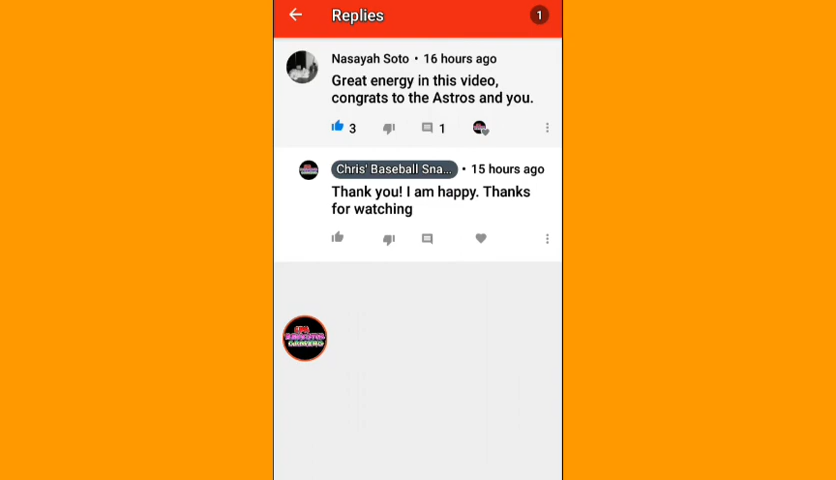 Replies
1
Nasayah Soto • 16 hours ago
Great energy in this video,
congrats to the Astros and you.
3
1
Chris' Baseball Sna... • 15 hours ago
Thank you! I am happy. Thanks
for watching